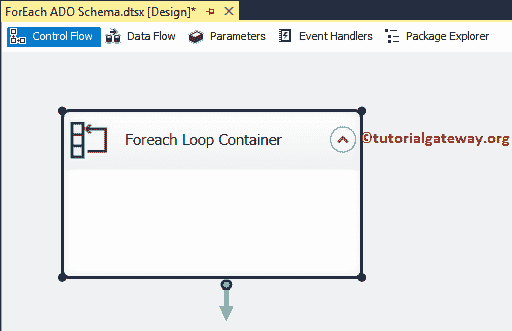 ForEach ADO Schema.dtsx [Design]*
Control Flow Data Flow Parameters Event Handlers Package Explorer
Foreach Loop Container
©tutorialgateway.org